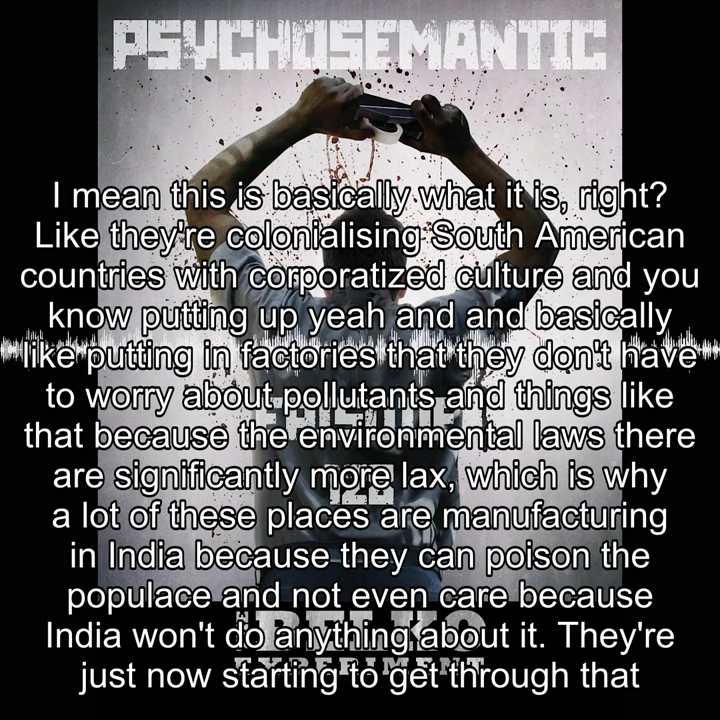 PSYCHOSEMANTIC
I mean this is basically what it is, right?
Like they're colonialising South American
countries with corporatized culture and you
know putting up yeah and and basically
like putting in factories that they don't have
to worry about pollutants and things like
that because the environmental laws there
are significantly more lax, which is why
a lot of these places are manufacturing
in India because they can poison the
populace and not even care because
India won't do anything about it. They're
just now starting to get through that